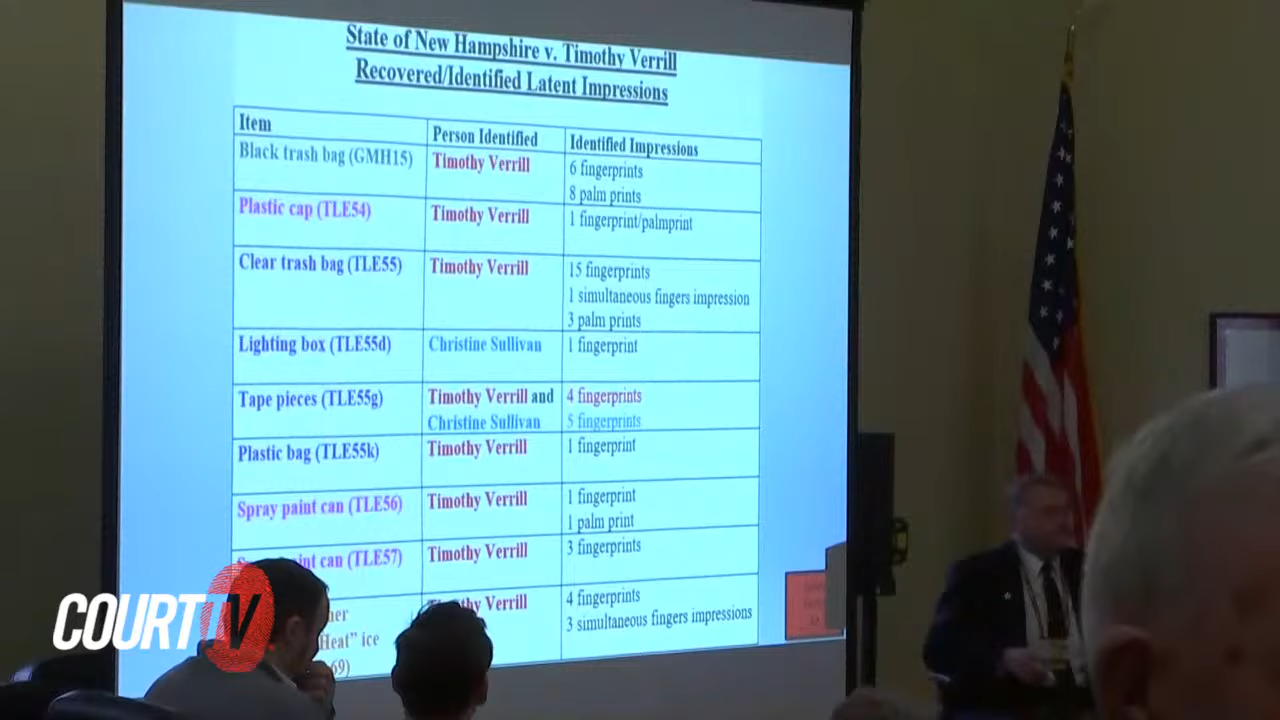 State of New Hampshire v. Timothy Verrill
Recovered/Identified Latent Impressions
Item Person Identified Identified Impressions
Black trash bag (GMH15) Timothy Verrill 6 fingerprints
8 palm prints
Plastic cap (TLE54) Timothy Verrill 1 fingerprint/palmprint
Clear trash bag (TLE55) Timothy Verrill 15 fingerprints
1 simultaneous fingers impression
3 palm prints
Lighting box (TLE55d) Christine Sullivan 1 fingerprint
Tape pieces (TLE55g) Timothy Verrill and 4 fingerprints
Christine Sullivan 5 fingerprints
Plastic bag (TLE55k) Timothy Verrill 1 fingerprint
Spray paint can (TLE56) Timothy Verrill 1 fingerprint
1 palm print
can (TLE57) Timothy Verrill 3 fingerprints
Verrill 4 fingerprints
Heat" ice 3 simultaneous fingers impressions
69)
COURT TV